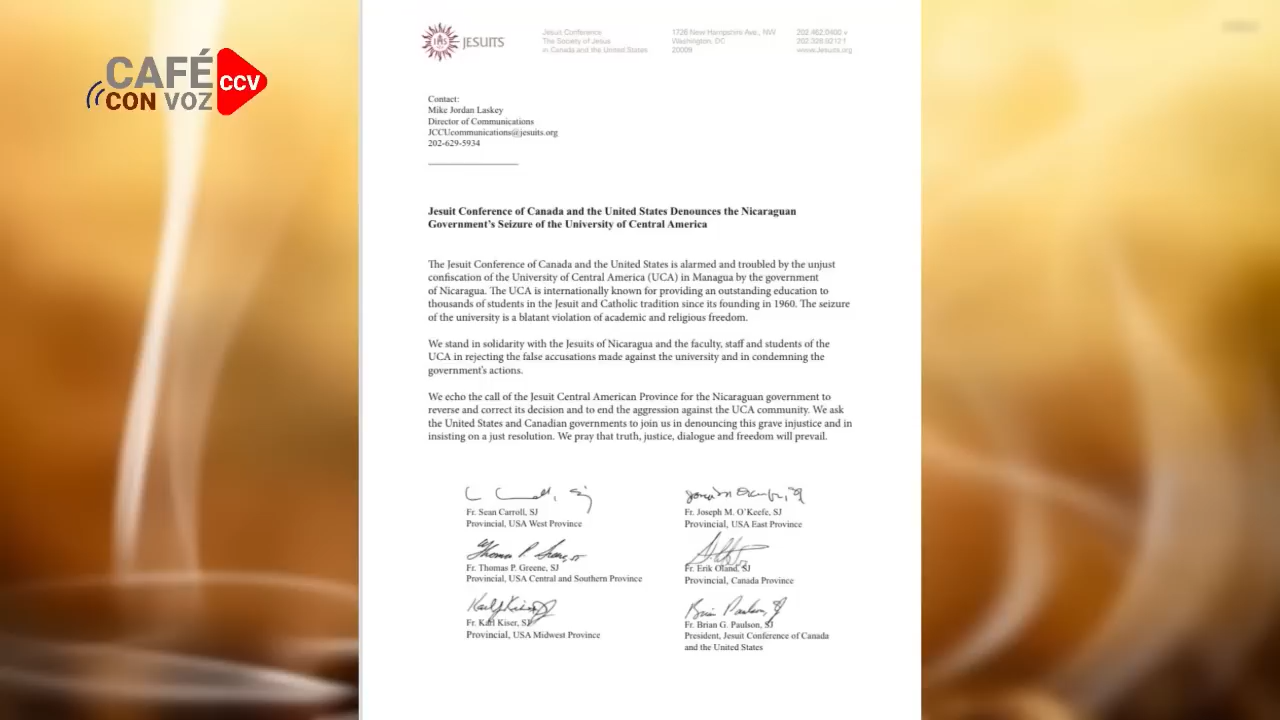 CAFÉ
CON VOZ
CCV
JESUITS
Jesuit Conference
The Society of Jesus
in Canada and the United States
1726 New Hampshire Ave., NW
Washington, DC
20009
202.462.0400 v
202.328.9212 f
www.Jesuits.org
Contact:
Mike Jordan Laskey
Director of Communications
JCCUcommunications@jesuits.org
202-629-5934
Jesuit Conference of Canada and the United States Denounces the Nicaraguan
Government's Seizure of the University of Central America
The Jesuit Conference of Canada and the United States is alarmed and troubled by the unjust
confiscation of the University of Central America (UCA) in Managua by the government
of Nicaragua. The UCA is internationally known for providing an outstanding education to
thousands of students in the Jesuit and Catholic tradition since its founding in 1960. The seizure
of the university is a blatant violation of academic and religious freedom.
We stand in solidarity with the Jesuits of Nicaragua and the faculty, staff and students of the
UCA in rejecting the false accusations made against the university and in condemning the
government's actions.
We echo the call of the Jesuit Central American Province for the Nicaraguan government to
reverse and correct its decision and to end the aggression against the UCA community. We ask
the United States and Canadian governments to join us in denouncing this grave injustice and in
insisting on a just resolution. We pray that truth, justice, dialogue and freedom will prevail.
Fr. Sean Carroll, SJ
Provincial, USA West Province
Fr. Joseph M. O'Keefe, SJ
Provincial, USA East Province
Fr. Thomas P. Greene, SJ
Provincial, USA Central and Southern Province
Fr. Erik Oland, SJ
Provincial, Canada Province
Fr. Karl Kiser, SJ
Provincial, USA Midwest Province
Brian Paulson, SJ
Fr. Brian G. Paulson, SJ
President, Jesuit Conference of Canada
and the United States